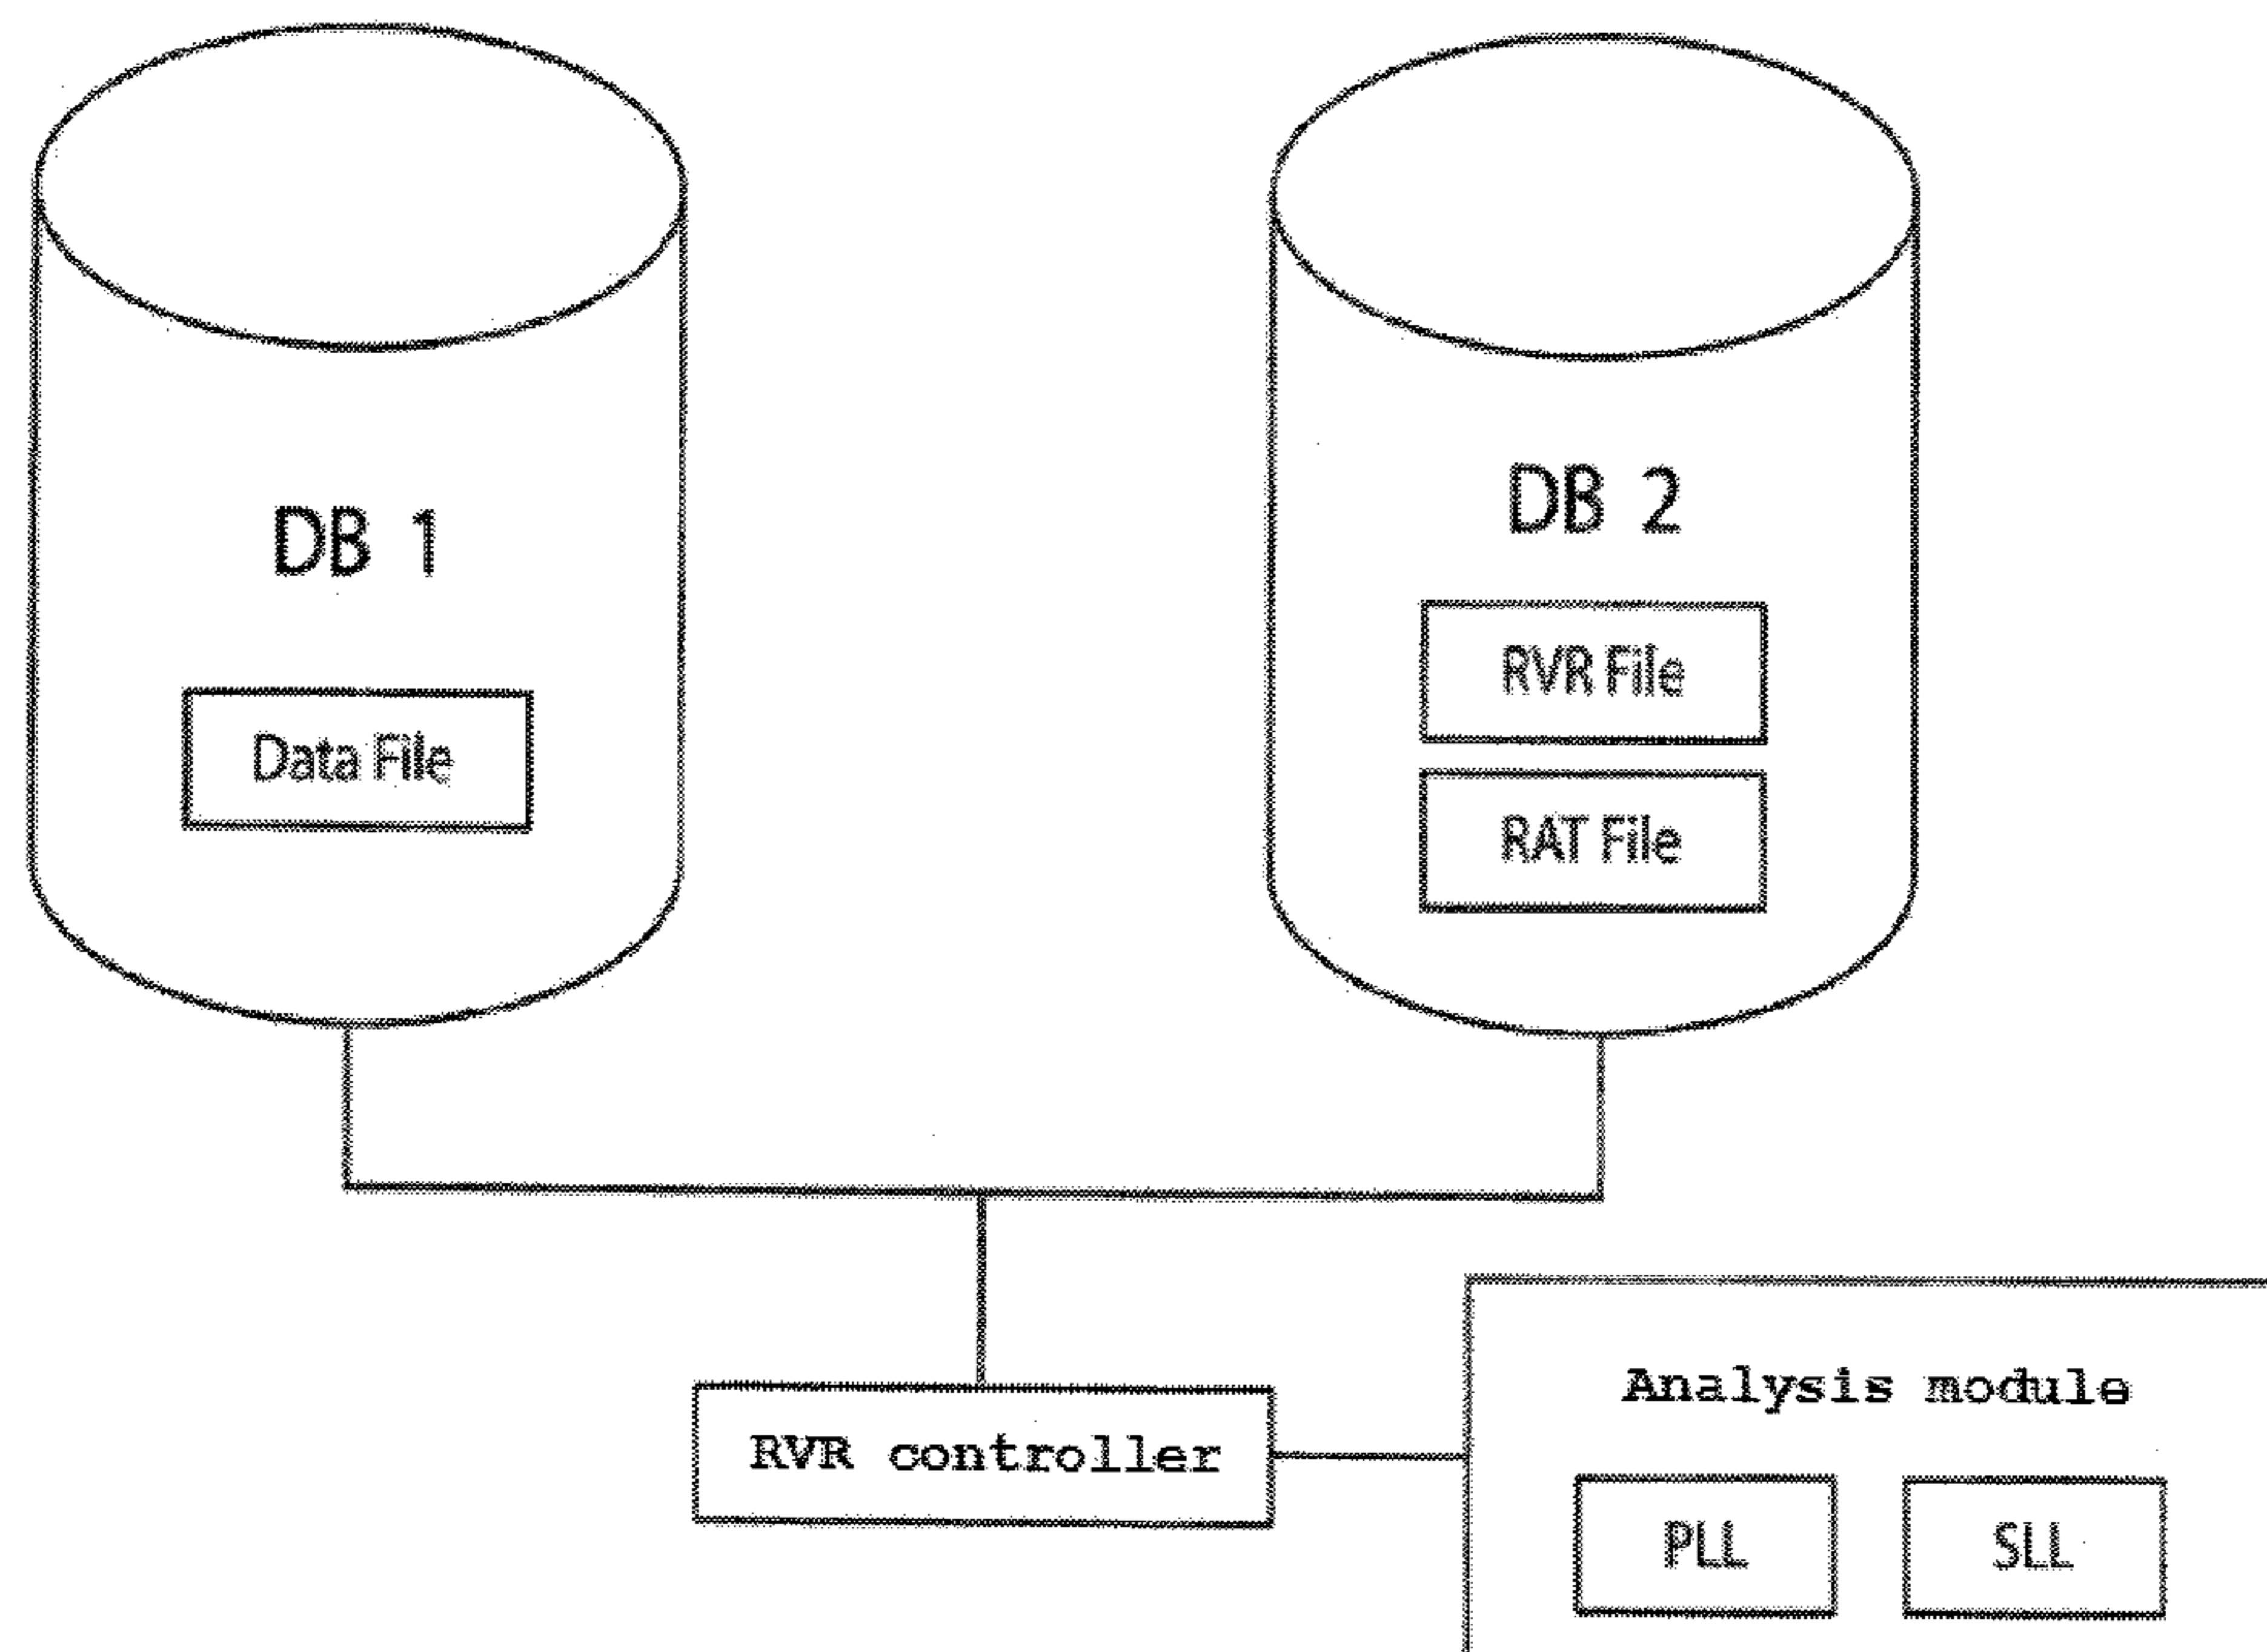 DB 1
Data File
DB 2
RVR File
RAT File
RVR controller
Analysis module
PLL
SLL